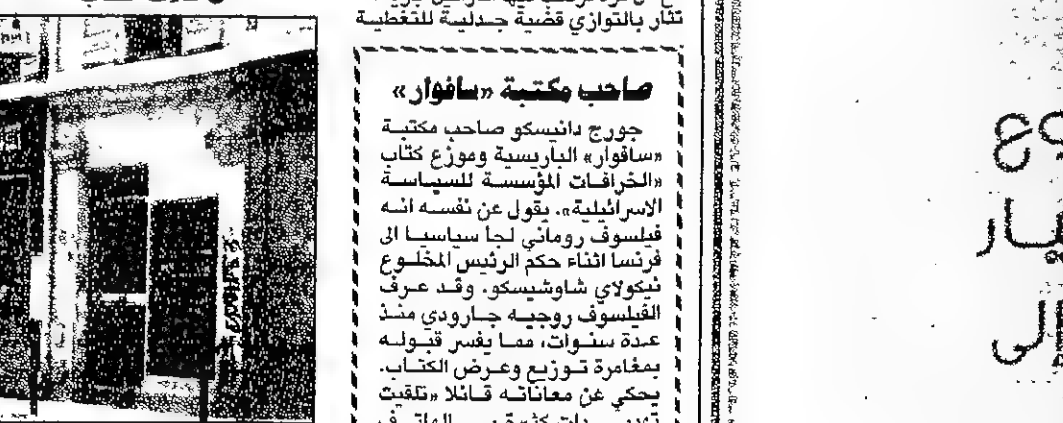 تثار بالتوازي قضية جدلية للتغطية
صاحب مكتبة «سافوار»
جورج دانيسكو صاحب مكتبة
«سافوار» الباريسية وموزع كتاب
«الخرافات المؤسسة للسياسة
الاسرائيلية». يقول عن نفسه انه
فيلسوف روماني لجأ سياسيا الى
فرنسا اثناء حكم الرئيس المخلوع
نيكولاي شاوشيسكو. وقد عرف
الفيلسوف روجيه جارودي منذ
عدة سنوات، مما يفسر قبوله
بمغامرة توزيع وعرض الكتاب.
يحكي عن معاناته قائلا «تلقيت